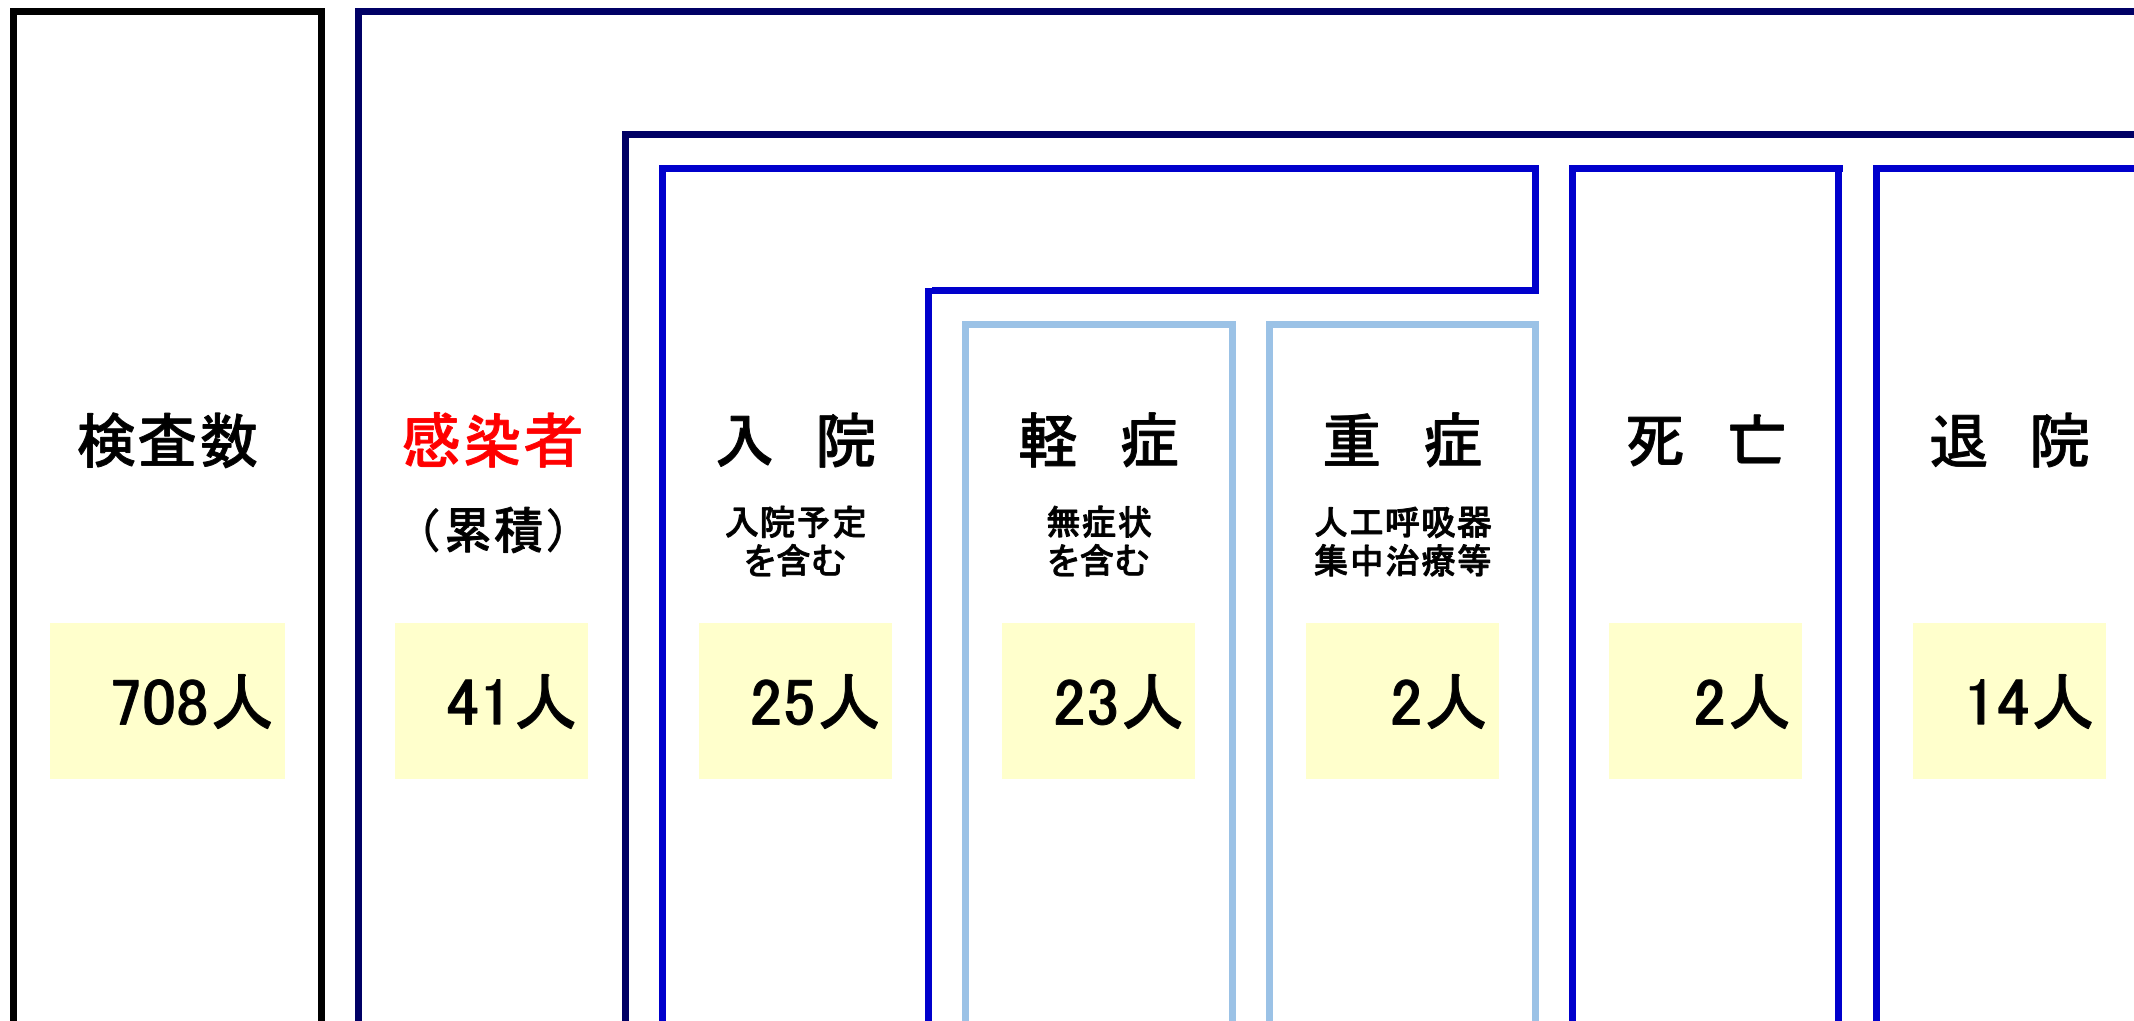 検査数
感染者
（累積）
入 院
入院予定
を含む
軽 症
無症状
を含む
重 症
人工呼吸器
集中治療等
死 亡
退 院
708人
41人
25人
23人
2人
2人
14人